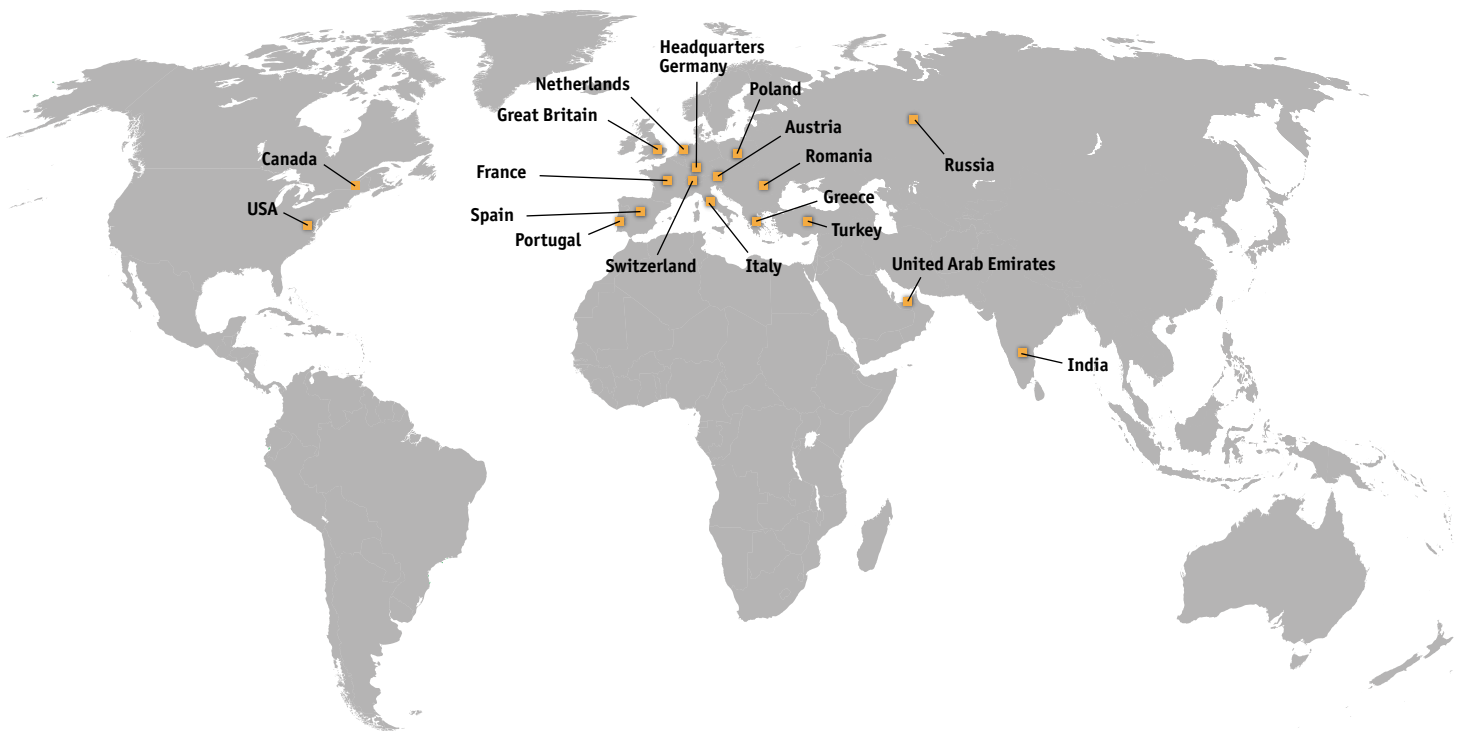 Headquarters
Germany
Netherlands
Poland
Great Britain
Austria
Canada
Romania
Russia
France
Greece
USA
Spain
Turkey
Portugal
Switzerland
Italy
United Arab Emirates
India